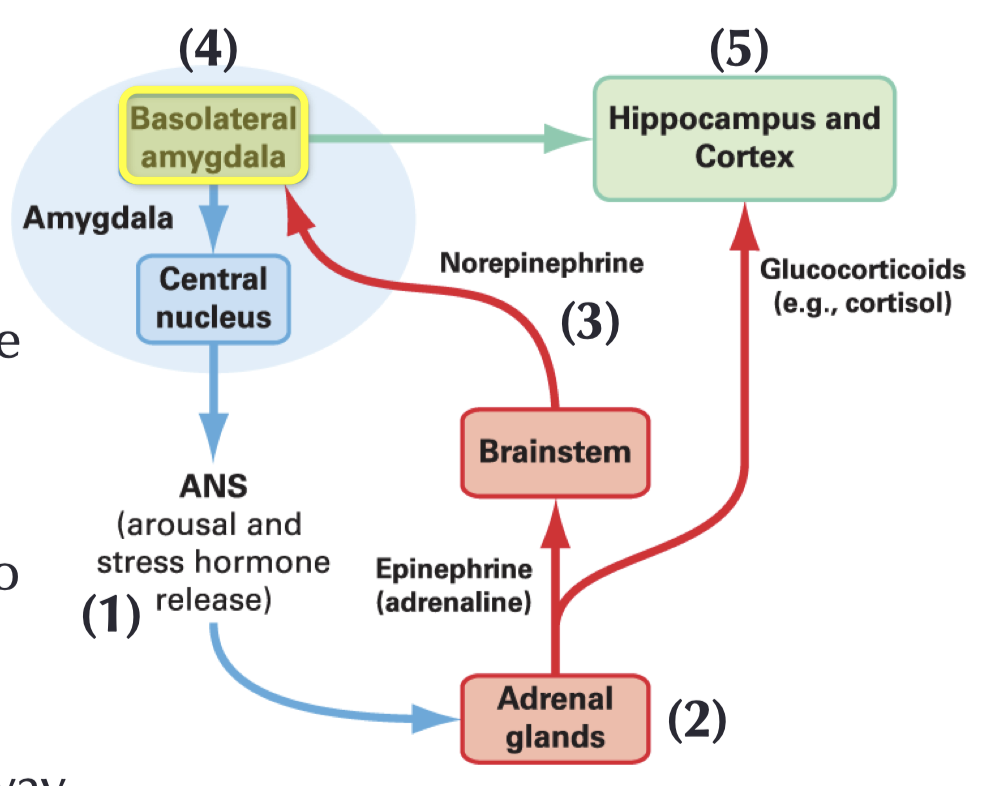 (4)
(5)
Basolateral
amygdala
Hippocampus and
Cortex
Amygdala
Central
nucleus
Norepinephrine
(3)
Glucocorticoids
(e.g., cortisol)
e
Brainstem
ANS
(arousal and
stress hormone
release)
(1)
Epinephrine
(adrenaline)
o
Adrenal
glands
(2)